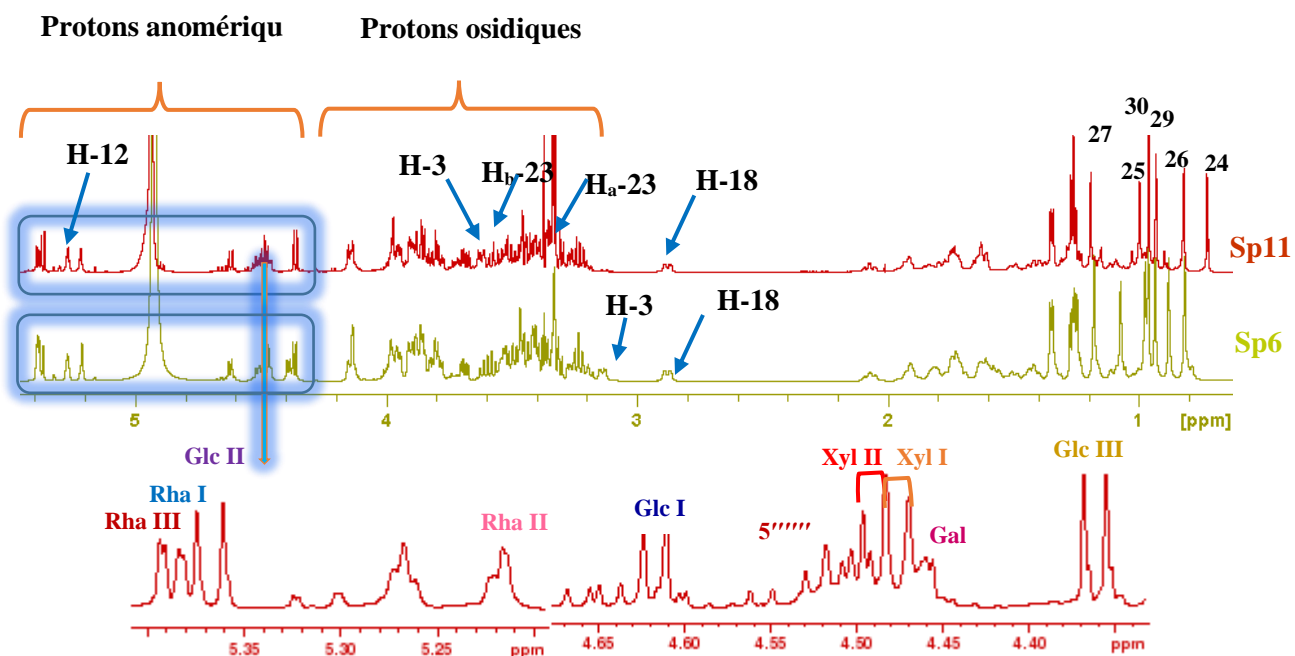 Protons anomériqu
Protons osidiques
30
29
24
27
H-12
H-3
Hb-23
Ha-23
H-18
25
26
Sp11
H-3
H-18
Sp6
5
4
3
2
1
[ppm]
Glc II
Rha I
Rha III
Rha II
Glc I
5′′′′′′
Xyl II
Xyl I
Gal
Glc III
5.35
5.30
5.25
ppm
4.65
4.60
4.55
4.50
4.45
4.40
ppm